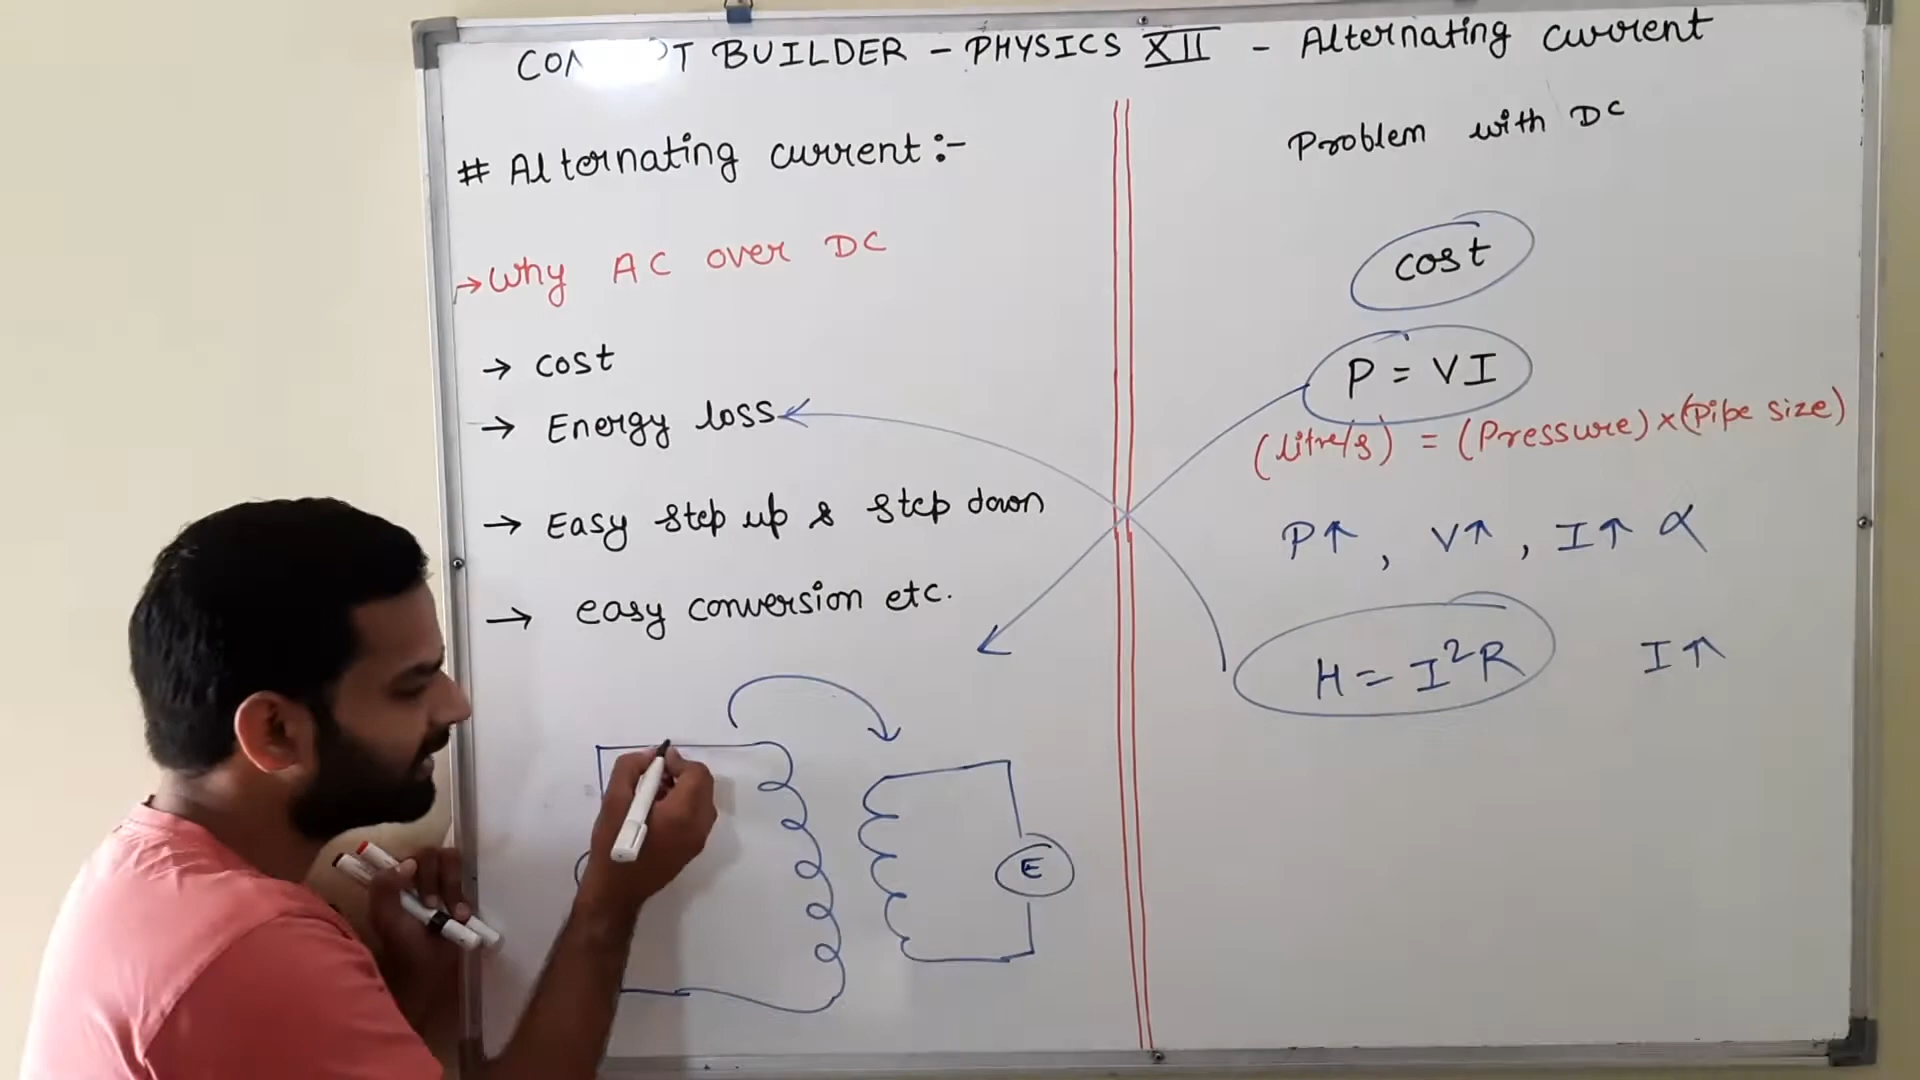 BUILDER - PHYSICS XII - Alternating current
# Alternating current :-
→ Why AC over DC
→ cost
→ Energy loss
→ Easy step up & step down
→ easy conversion etc.
E
Problem with DC
cost
P = VI
(litre/s) = (Pressure) × (Pipe size)
P↑ , V↑ , I↑ ∝
H = I²R I↑